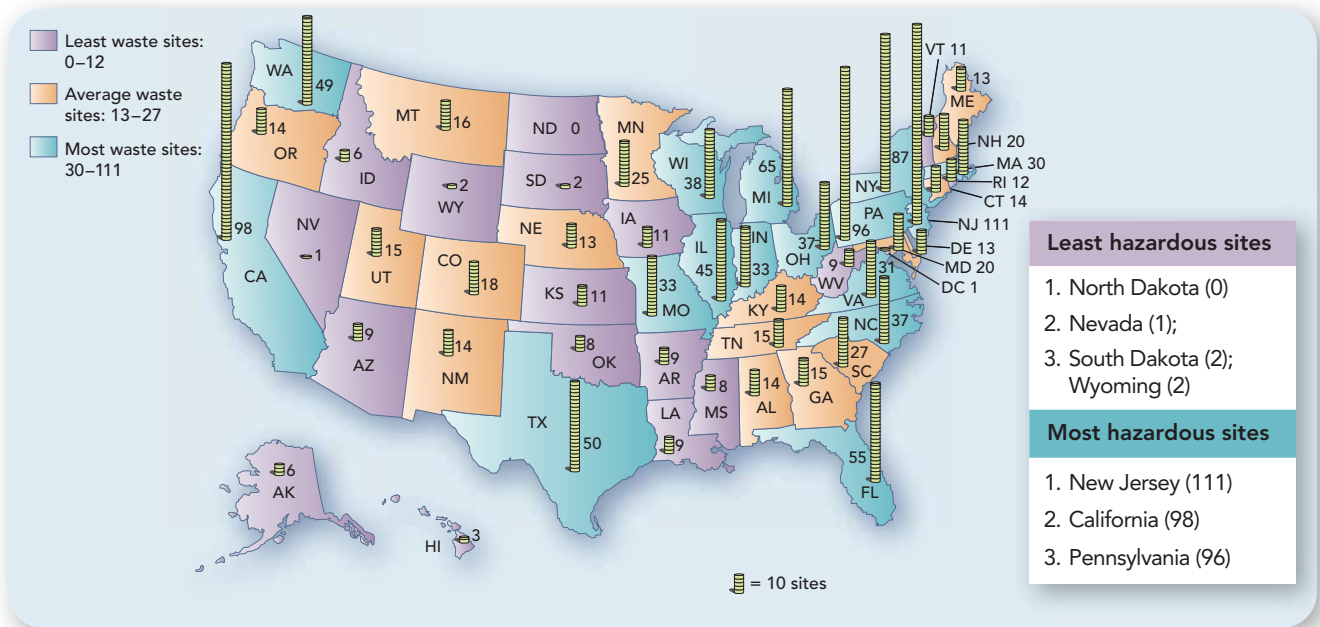 Least waste sites:
0–12
Average waste
sites: 13–27
Most waste sites:
30–111
WA
49
OR
14
CA
98
NV
1
ID
6
MT
16
WY
2
UT
15
AZ
9
CO
18
NM
14
ND 0
SD
2
NE
13
KS
11
OK
8
TX
50
MN
25
IA
11
MO
33
AR
9
LA
9
WI
38
IL
45
MI
65
IN
33
OH
37
KY
14
TN
15
MS
8
AL
14
GA
15
FL
55
SC
27
NC
37
VA
31
WV
9
PA
96
NY
87
VT 11
13
ME
NH 20
MA 30
RI 12
CT 14
NJ 111
DE 13
MD 20
DC 1
AK
6
HI
3
= 10 sites
Least hazardous sites
1. North Dakota (0)
2. Nevada (1);
3. South Dakota (2);
Wyoming (2)
Most hazardous sites
1. New Jersey (111)
2. California (98)
3. Pennsylvania (96)